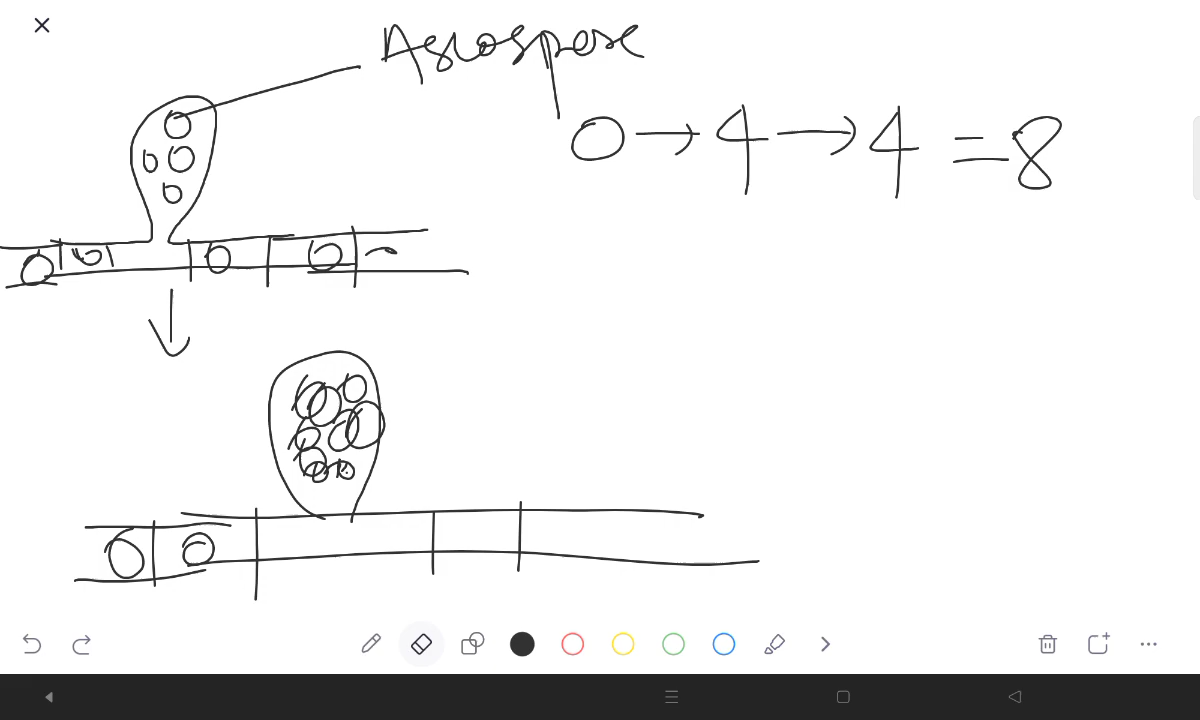 Ascospore
0 → 4 → 4 = 8